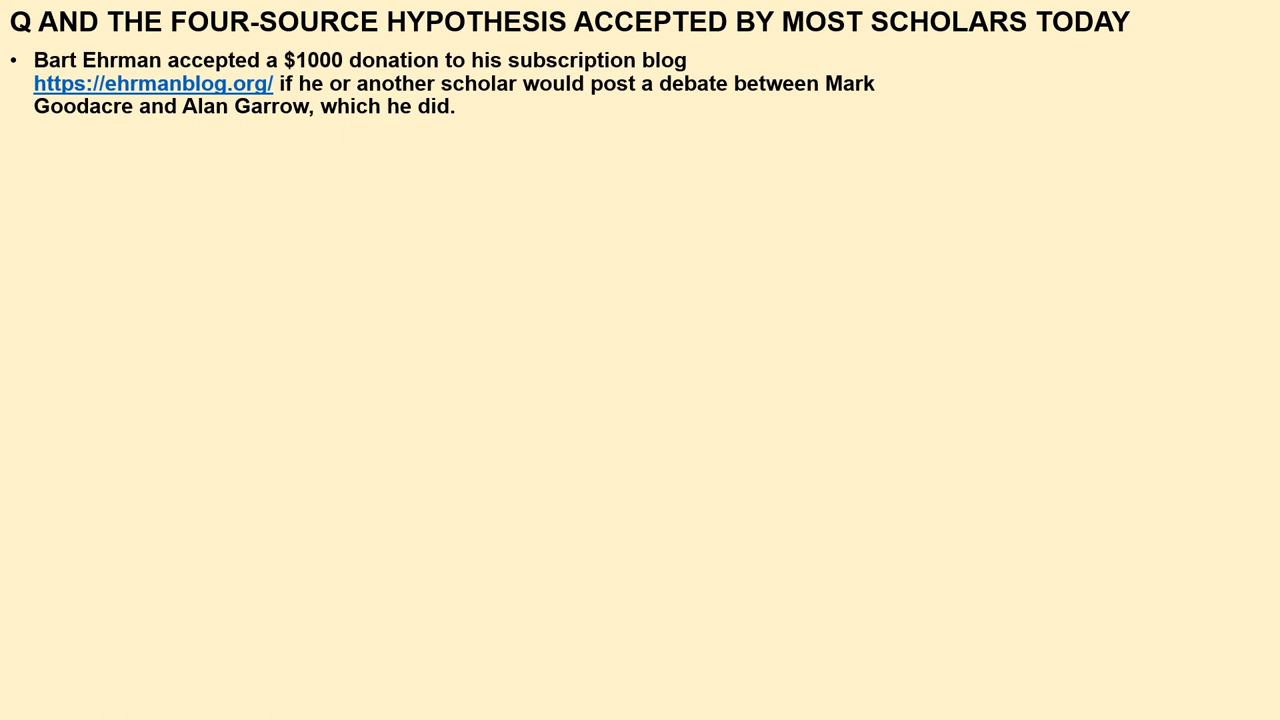 Q AND THE FOUR-SOURCE HYPOTHESIS ACCEPTED BY MOST SCHOLARS TODAY
• Bart Ehrman accepted a $1000 donation to his subscription blog
https://ehrmanblog.org/ if he or another scholar would post a debate between Mark
Goodacre and Alan Garrow, which he did.